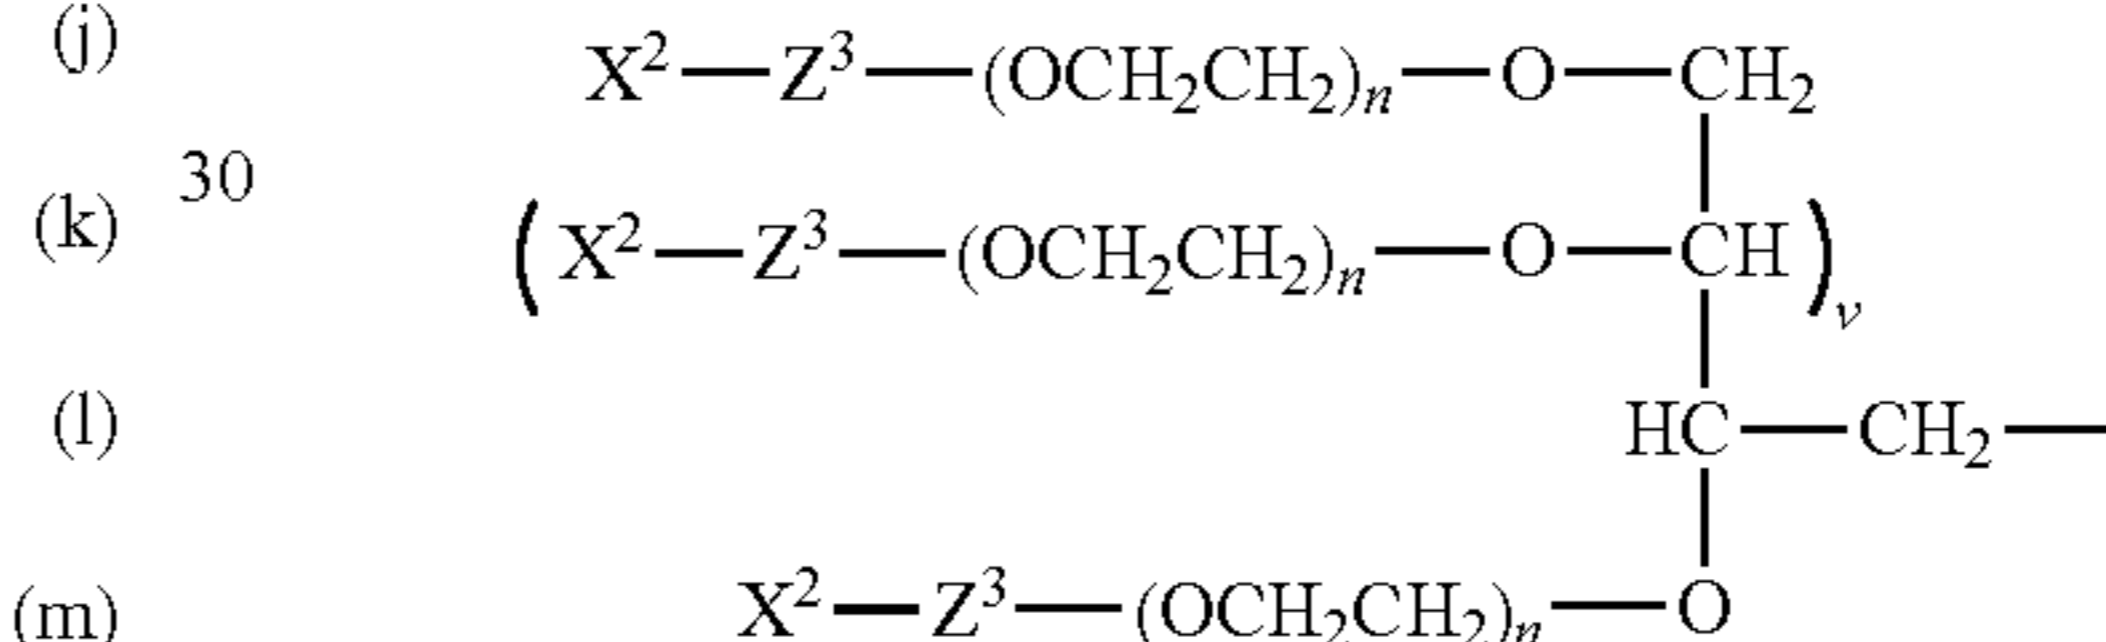 (j) X²—Z³—(OCH₂CH₂)ₙ—O—CH₂
30
(k) (X²—Z³—(OCH₂CH₂)ₙ—O—CH)ᵥ
(l) HC—CH₂—
(m) X²—Z³—(OCH₂CH₂)ₙ—O